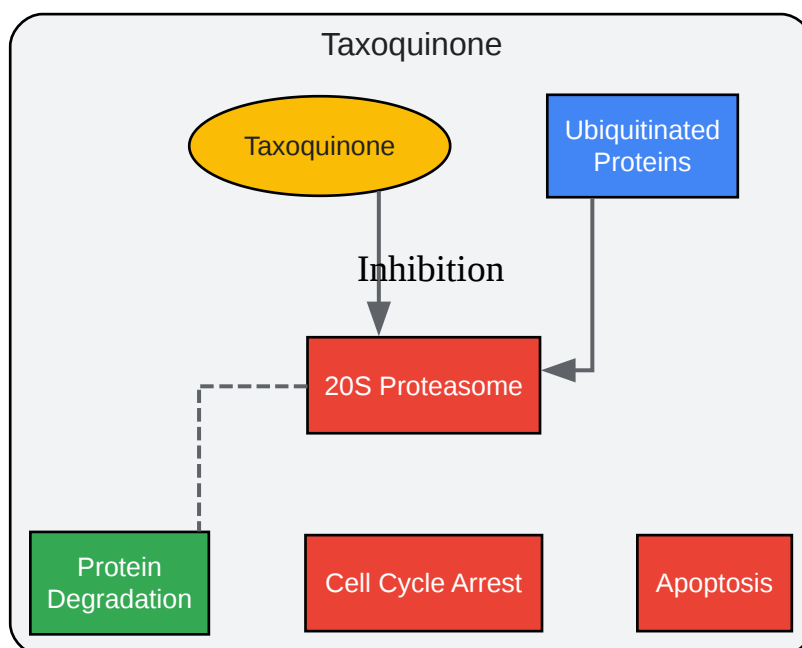 Taxoquinone
Taxoquinone
Ubiquitinated
Proteins
Inhibition
20S Proteasome
Protein
Degradation
Cell Cycle Arrest
Apoptosis